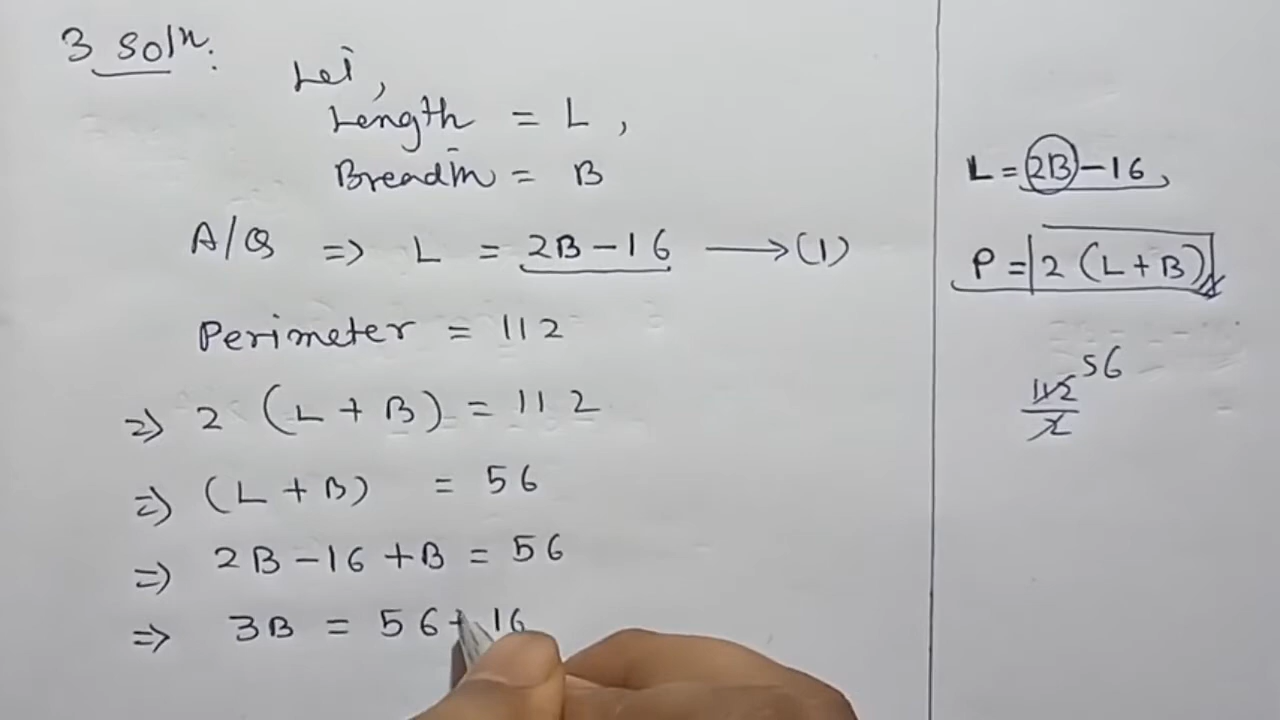 3 Soln.
Let,
Length = L,
Breadth = B
A/Q => L = 2B - 16 ⟶ (1)
Perimeter = 112
=> 2 (L + B) = 112
=> (L + B) = 56
=> 2B - 16 + B = 56
=> 3B = 56 + 16
L = 2B - 16,
P = 2 (L + B)
112/2 56